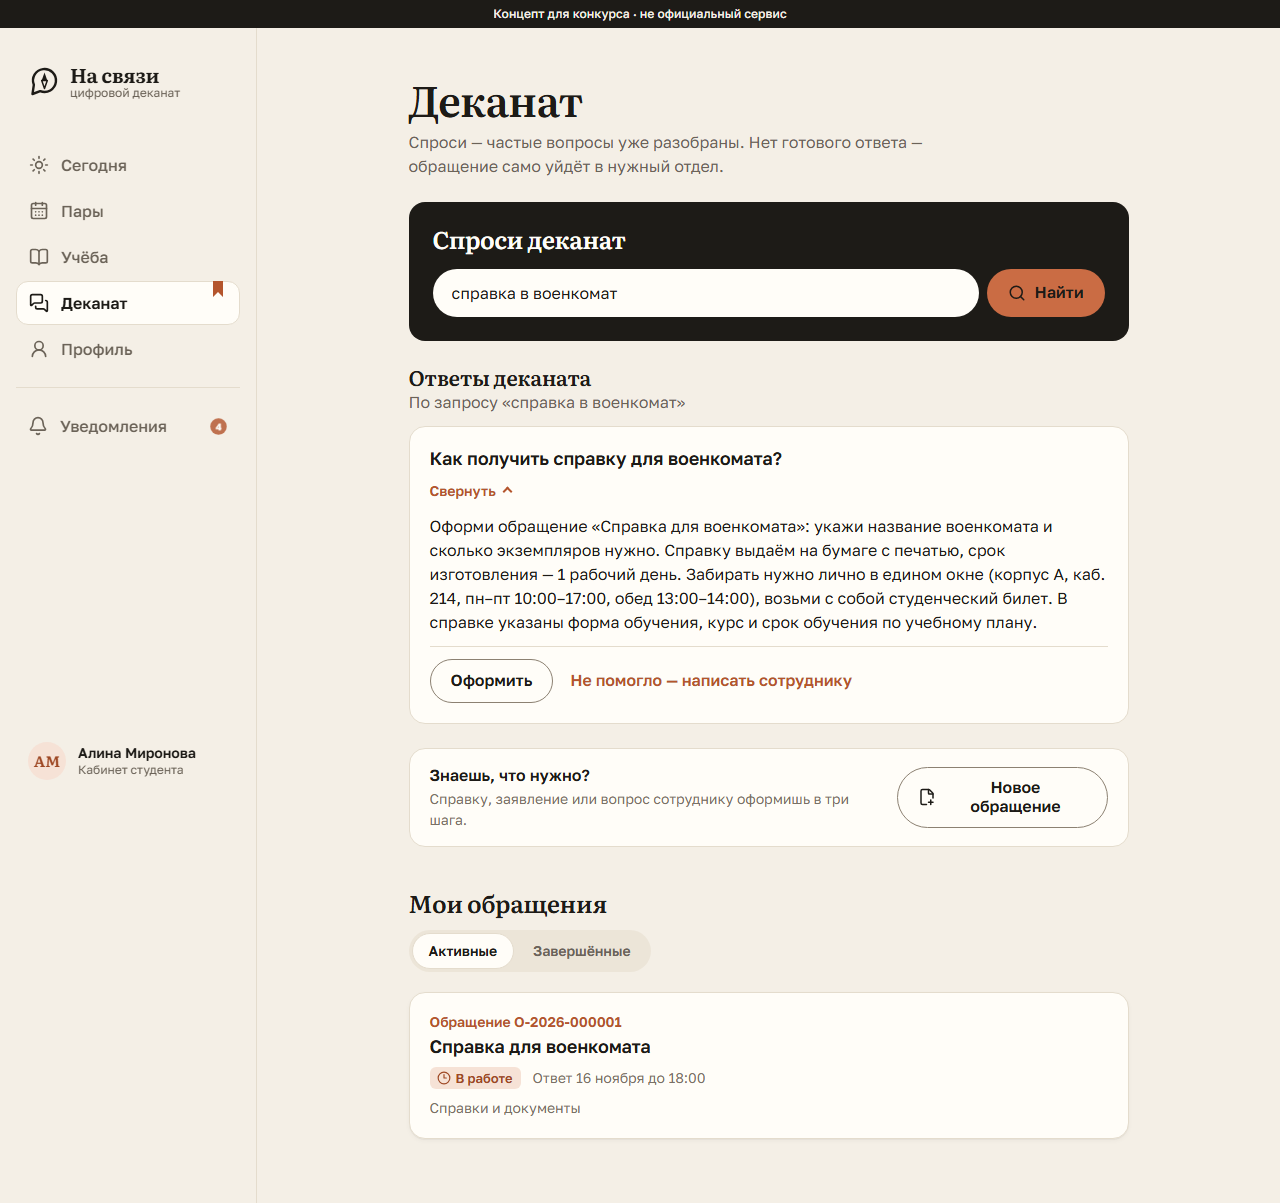 Концепт для конкурса · не официальный сервис
На связи
цифровой деканат
Сегодня
Пары
Учёба
Деканат
Профиль
Уведомления
4
АМ
Алина Миронова
Кабинет студента
Деканат
Спроси — частые вопросы уже разобраны. Нет готового ответа —
обращение само уйдёт в нужный отдел.
Спроси деканат
справка в военкомат
Найти
Ответы деканата
По запросу «справка в военкомат»
Как получить справку для военкомата?
Свернуть
Оформи обращение «Справка для военкомата»: укажи название военкомата и
сколько экземпляров нужно. Справку выдаём на бумаге с печатью, срок
изготовления — 1 рабочий день. Забирать нужно лично в едином окне (корпус А, каб.
214, пн–пт 10:00–17:00, обед 13:00–14:00), возьми с собой студенческий билет. В
справке указаны форма обучения, курс и срок обучения по учебному плану.
Оформить
Не помогло — написать сотруднику
Знаешь, что нужно?
Справку, заявление или вопрос сотруднику оформишь в три
шага.
Новое
обращение
Мои обращения
Активные
Завершённые
Обращение О-2026-000001
Справка для военкомата
В работе
Ответ 16 ноября до 18:00
Справки и документы